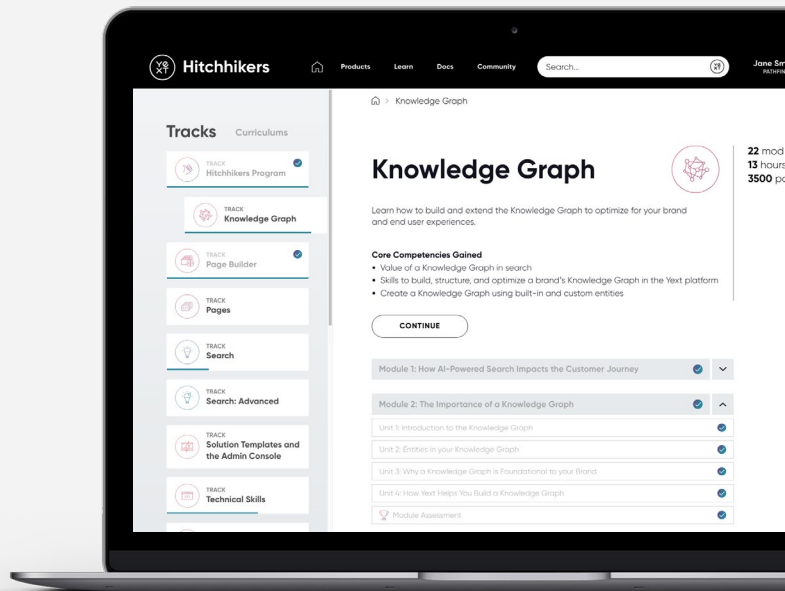 yext
Hitchhikers
Products
Learn
Docs
Community
Search...
yext
Jane Sm
PATHFIN
> Knowledge Graph
Tracks
Curriculums
TRACK
Hitchhikers Program
TRACK
Knowledge Graph
TRACK
Page Builder
TRACK
Pages
TRACK
Search
TRACK
Search: Advanced
TRACK
Solution Templates and
the Admin Console
TRACK
Technical Skills
Knowledge Graph
22 mod
13 hours
3500 po
Learn how to build and extend the Knowledge Graph to optimize for your brand
and end user experiences.
Core Competencies Gained
• Value of a Knowledge Graph in search
• Skills to build, structure, and optimize a brand's Knowledge Graph in the Yext platform
• Create a Knowledge Graph using built-in and custom entities
CONTINUE
Module 1: How AI-Powered Search Impacts the Customer Journey
Module 2: The Importance of a Knowledge Graph
Unit 1: Introduction to the Knowledge Graph
Unit 2: Entities in your Knowledge Graph
Unit 3: Why a Knowledge Graph is Foundational to your Brand
Unit 4: How Yext Helps You Build a Knowledge Graph
Module Assessment